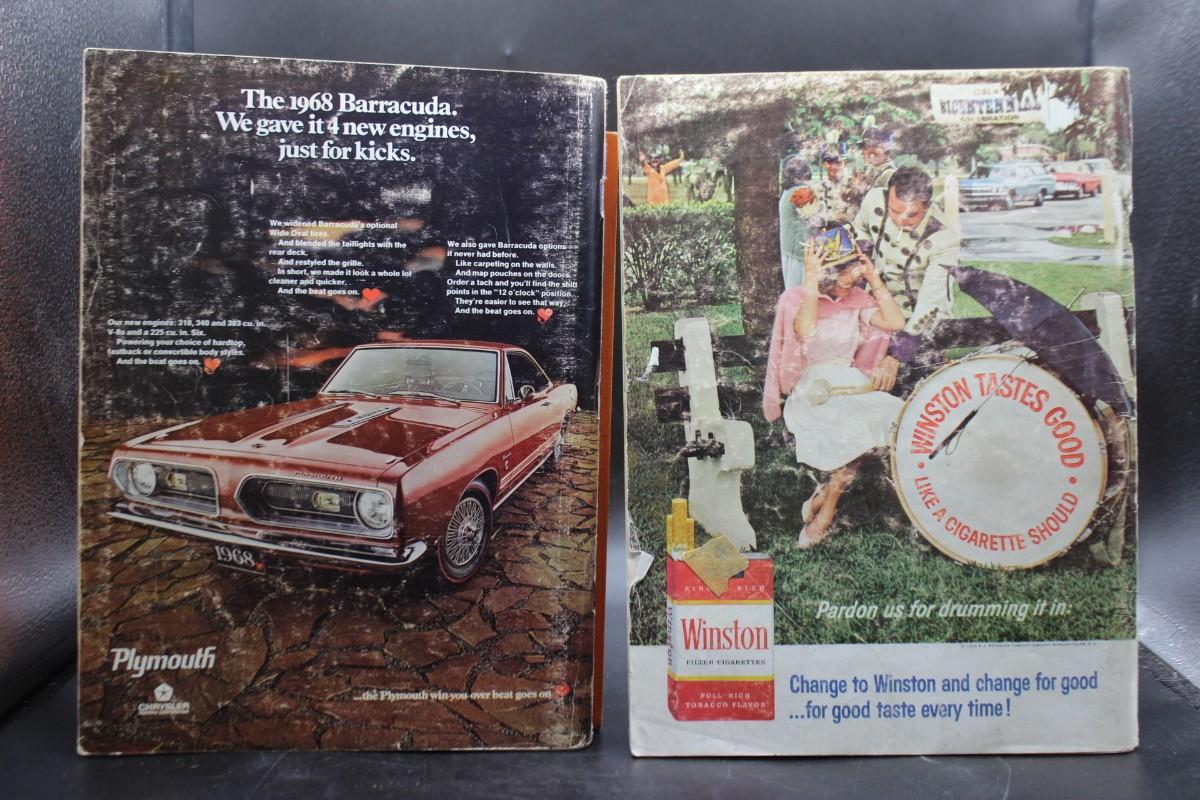 The 1968 Barracuda.
We gave it 4 new engines,
just for kicks.
We widened Barracuda's optional
Wide Oval tires.
And blended the taillights with the
rear deck.
And restyled the grille.
In short, we made it look a whole lot
cleaner and quicker.
And the beat goes on.
We also gave Barracuda options
it never had before.
Like carpeting on the walls.
And map pouches on the doors.
Order a tach and you'll find the shift
points in the "12 o'clock" position.
They're easier to see that way.
And the beat goes on.
Our new engines: 318, 340 and 383 cu. in.
V-8s and a 225 cu. in. Six.
Powering your choice of hardtop,
fastback or convertible body styles.
And the beat goes on.
PLYMOUTH
1968
Plymouth
CHRYSLER
...the Plymouth win-you-over beat goes on
BICENTENNIAL
CELEBRATION
WINSTON TASTES GOOD
• LIKE A CIGARETTE SHOULD •
Pardon us for drumming it in.
KING SIZE
Winston
Winston
FILTER-CIGARETTES
FULL-RICH
TOBACCO FLAVOR
Change to Winston and change for good
...for good taste every time!